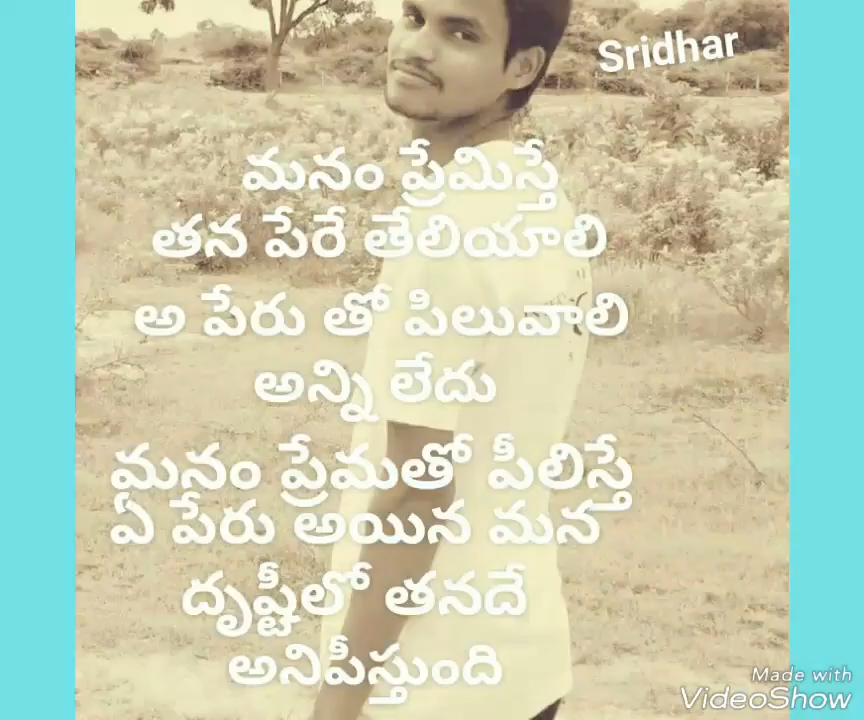 Sridhar
మనం ప్రేమిస్తే
తన పేరే తేలియాలి
అ పేరు తో పిలువాలి
అన్ని లేదు
మనం ప్రేమతో పీలిస్తే
ఏ పేరు అయిన మన
దృష్టీలో తనదే
అనిపీస్తుంది
Made with
VideoShow